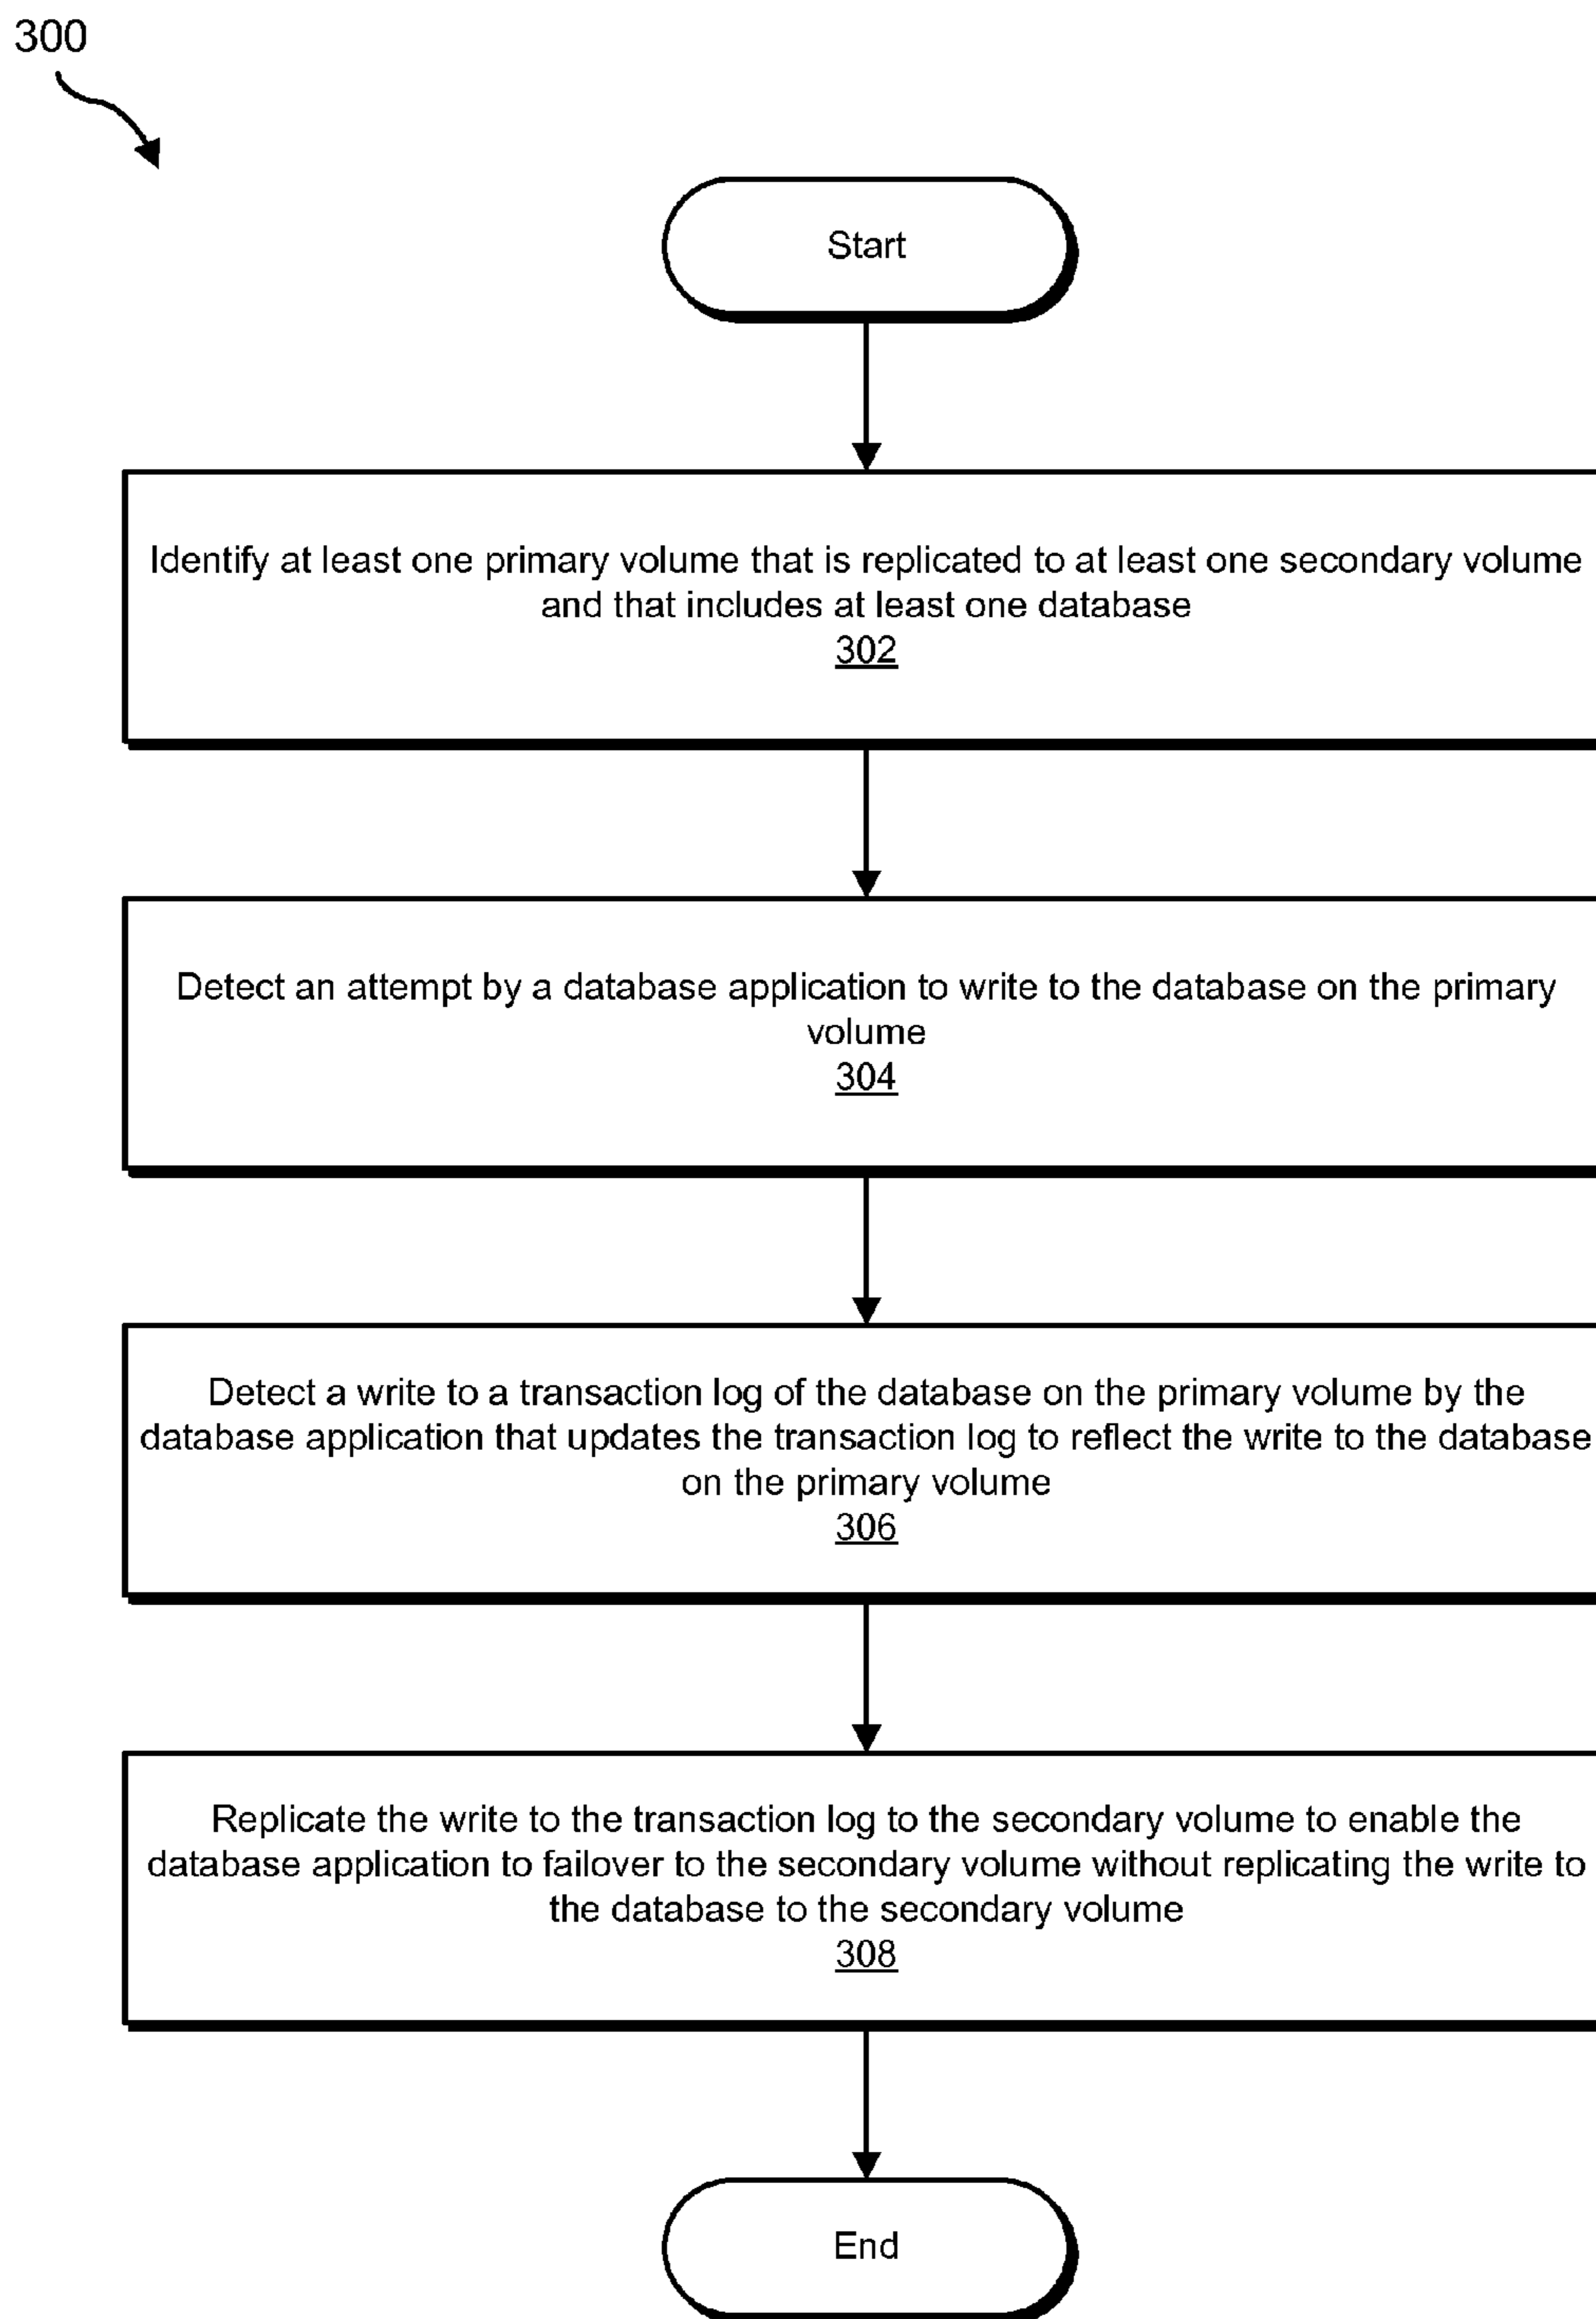 300
Start
Identify at least one primary volume that is replicated to at least one secondary volume
and that includes at least one database
302
Detect an attempt by a database application to write to the database on the primary
volume
304
Detect a write to a transaction log of the database on the primary volume by the
database application that updates the transaction log to reflect the write to the database
on the primary volume
306
Replicate the write to the transaction log to the secondary volume to enable the
database application to failover to the secondary volume without replicating the write to
the database to the secondary volume
308
End